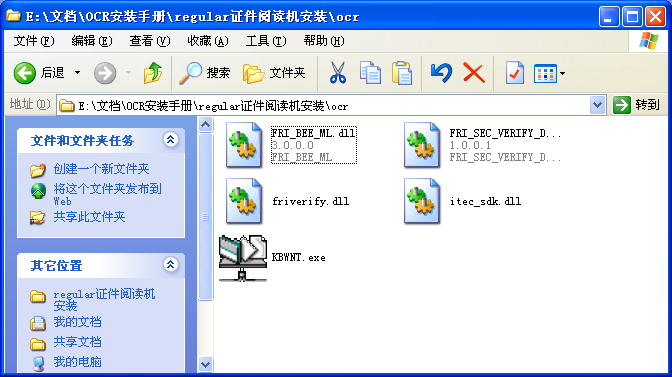 E:\文档\OCR安装手册\regular证件阅读机安装\ocr
文件(F) 编辑(E) 查看(V) 收藏(A) 工具(T) 帮助(H)
后退 搜索 文件夹
地址(D) E:\文档\OCR安装手册\regular证件阅读机安装\ocr 转到
文件和文件夹任务
创建一个新文件夹
将这个文件夹发布到
Web
共享此文件夹
其它位置
regular证件阅读机
安装
我的文档
共享文档
我的电脑
FRI_BEE_ML.dll
3.0.0.0
FRI_BEE_ML
FRI_SEC_VERIFY_D...
1.0.0.1
FRI_SEC_VERIFY_D...
friverify.dll
itec_sdk.dll
KBWNT.exe